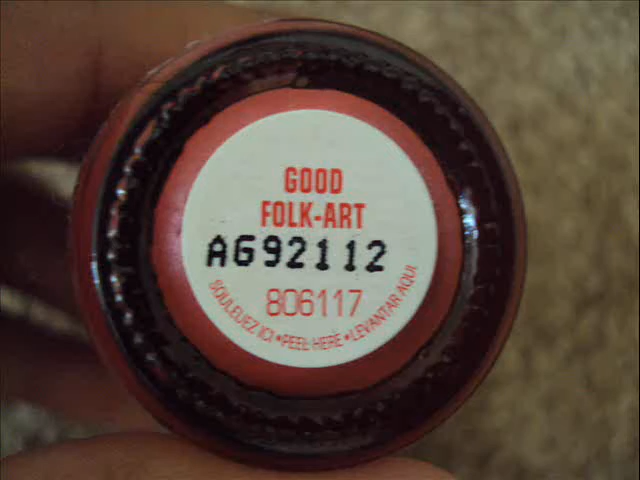 GOOD
FOLK-ART
AG92112
806117
SOULEVEZ ICI • PEEL HERE • LEVANTAR AQUI